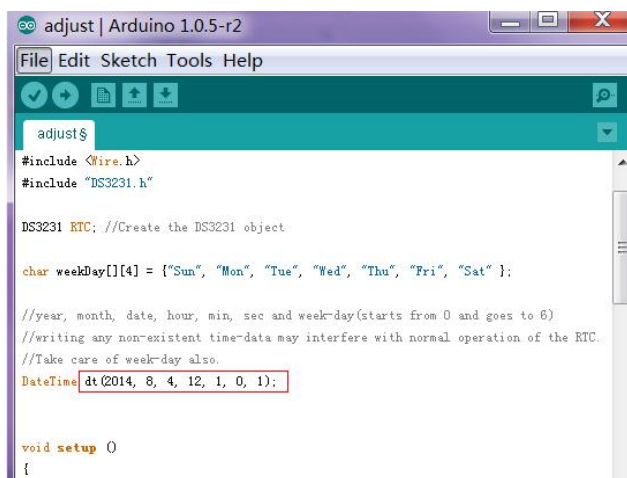 adjust | Arduino 1.0.5-r2
File Edit Sketch Tools Help
adjust§
#include <Wire.h>
#include "DS3231.h"
DS3231 RTC; //Create the DS3231 object
char weekDay[][4] = {"Sun", "Mon", "Tue", "Wed", "Thu", "Fri", "Sat" };
//year, month, date, hour, min, sec and week-day(starts from 0 and goes to 6)
//writing any non-existent time-data may interfere with normal operation of the RTC.
//Take care of week-day also.
DateTime dt(2014, 8, 4, 12, 1, 0, 1);
void setup ()
{